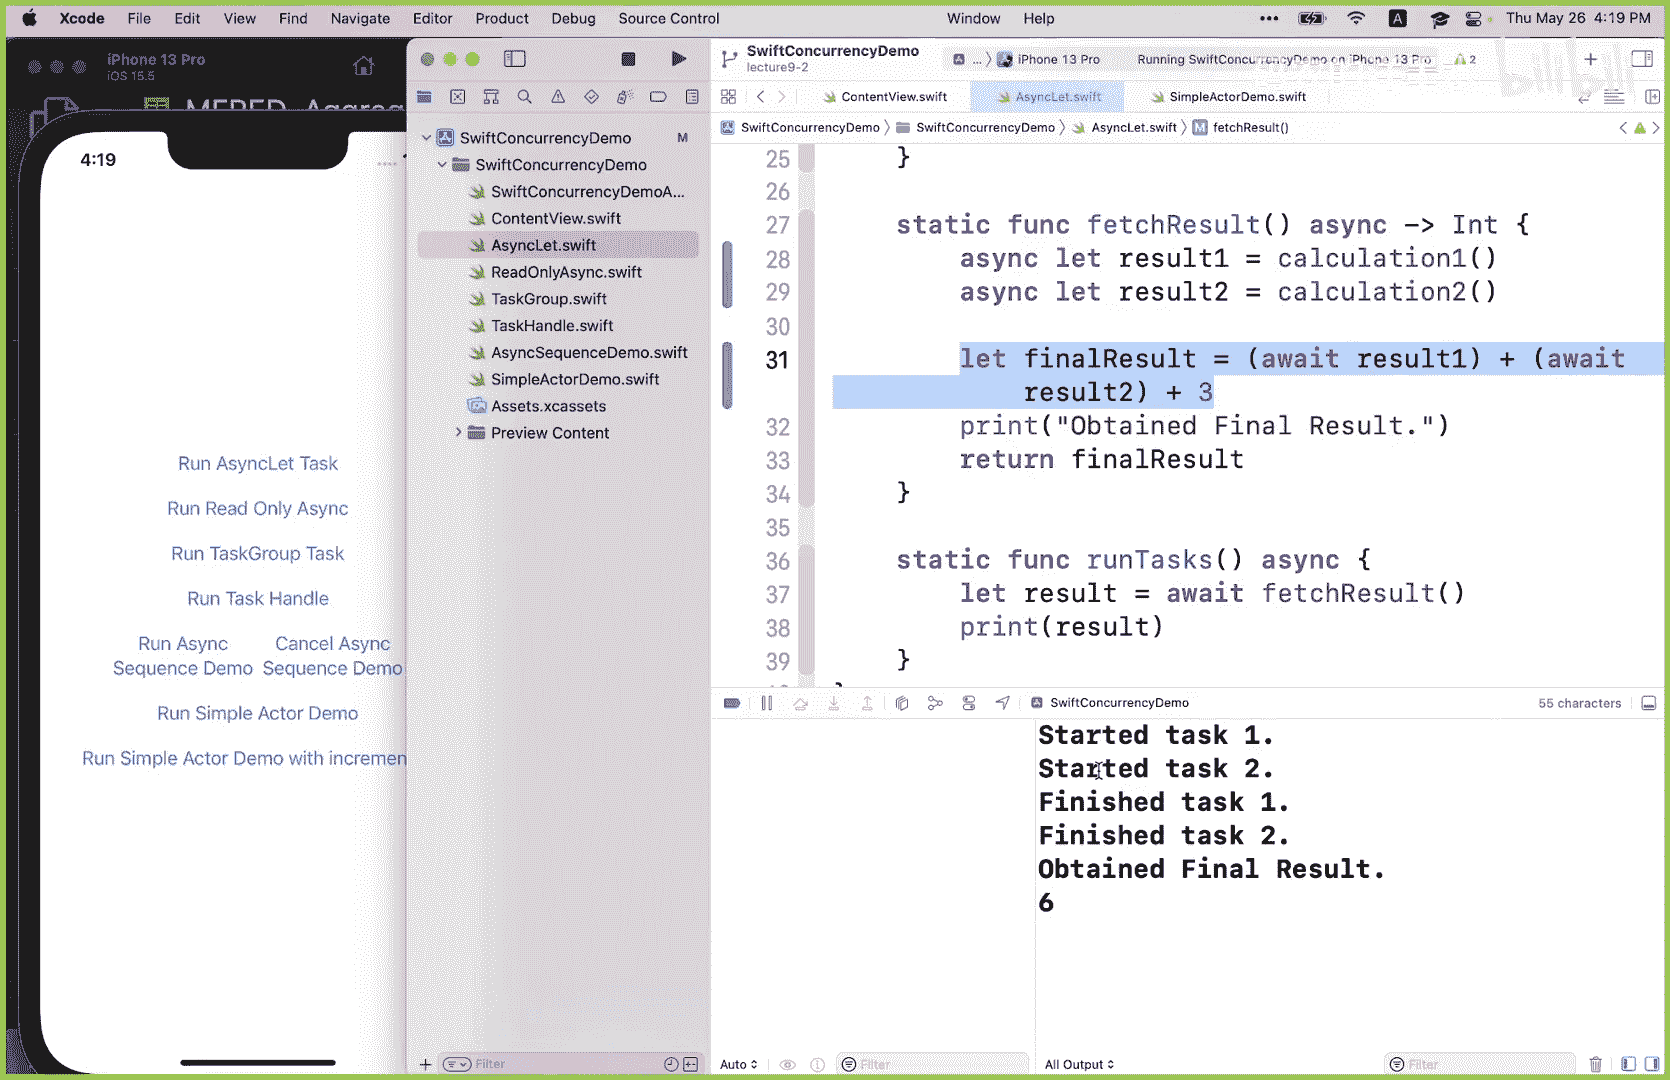 Xcode File Edit View Find Navigate Editor Product Debug Source Control Window Help A Thu May 26 4:19 PM
iPhone 13 Pro
iOS 15.5
4:19
Run AsyncLet Task
Run Read Only Async
Run TaskGroup Task
Run Task Handle
Run Async Sequence Demo
Cancel Async Sequence Demo
Run Simple Actor Demo
Run Simple Actor Demo with incremen
SwiftConcurrencyDemo M
SwiftConcurrencyDemo
SwiftConcurrencyDemoA...
ContentView.swift
AsyncLet.swift
ReadOnlyAsync.swift
TaskGroup.swift
TaskHandle.swift
AsyncSequenceDemo.swift
SimpleActorDemo.swift
Assets.xcassets
Preview Content
Filter
SwiftConcurrencyDemo
lecture9-2
... iPhone 13 Pro
Running SwiftConcurrencyDemo on iPhone 13 Pro
2
bilibili
ContentView.swift AsyncLet.swift SimpleActorDemo.swift
SwiftConcurrencyDemo SwiftConcurrencyDemo AsyncLet.swift M fetchResult()
25 }
26
27 static func fetchResult() async -> Int {
28 async let result1 = calculation1()
29 async let result2 = calculation2()
30
31 let finalResult = (await result1) + (await
result2) + 3
32 print("Obtained Final Result.")
33 return finalResult
34 }
35
36 static func runTasks() async {
37 let result = await fetchResult()
38 print(result)
39 }
SwiftConcurrencyDemo 55 characters
Started task 1.
Started task 2.
Finished task 1.
Finished task 2.
Obtained Final Result.
6
Auto Filter All Output Filter